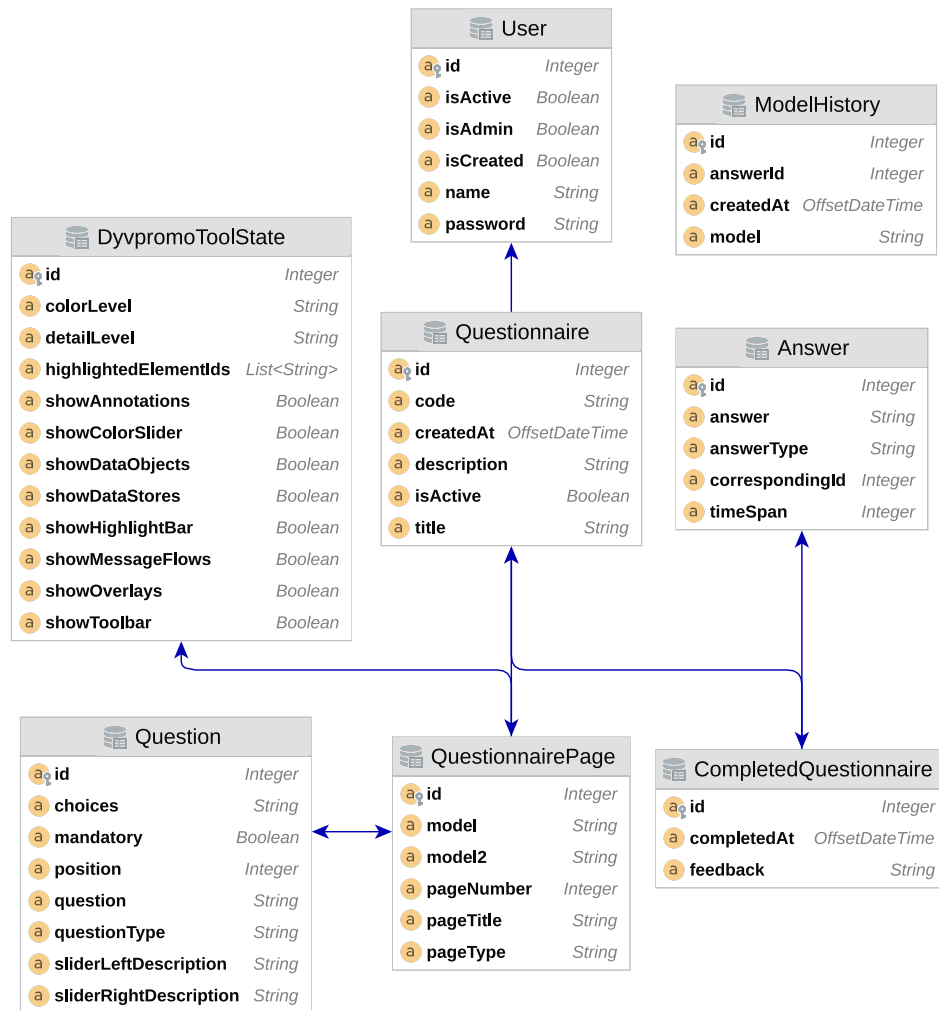 User
id Integer
isActive Boolean
isAdmin Boolean
isCreated Boolean
name String
password String
ModelHistory
id Integer
answerId Integer
createdAt OffsetDateTime
model String
DyvpromoToolState
id Integer
colorLevel String
detailLevel String
highlightedElementIds List<String>
showAnnotations Boolean
showColorSlider Boolean
showDataObjects Boolean
showDataStores Boolean
showHighlightBar Boolean
showMessageFlows Boolean
showOverlays Boolean
showToolbar Boolean
Questionnaire
id Integer
code String
createdAt OffsetDateTime
description String
isActive Boolean
title String
Answer
id Integer
answer String
answerType String
correspondingId Integer
timeSpan Integer
Question
id Integer
choices String
mandatory Boolean
position Integer
question String
questionType String
sliderLeftDescription String
sliderRightDescription String
QuestionnairePage
id Integer
model String
model2 String
pageNumber Integer
pageTitle String
pageType String
CompletedQuestionnaire
id Integer
completedAt OffsetDateTime
feedback String